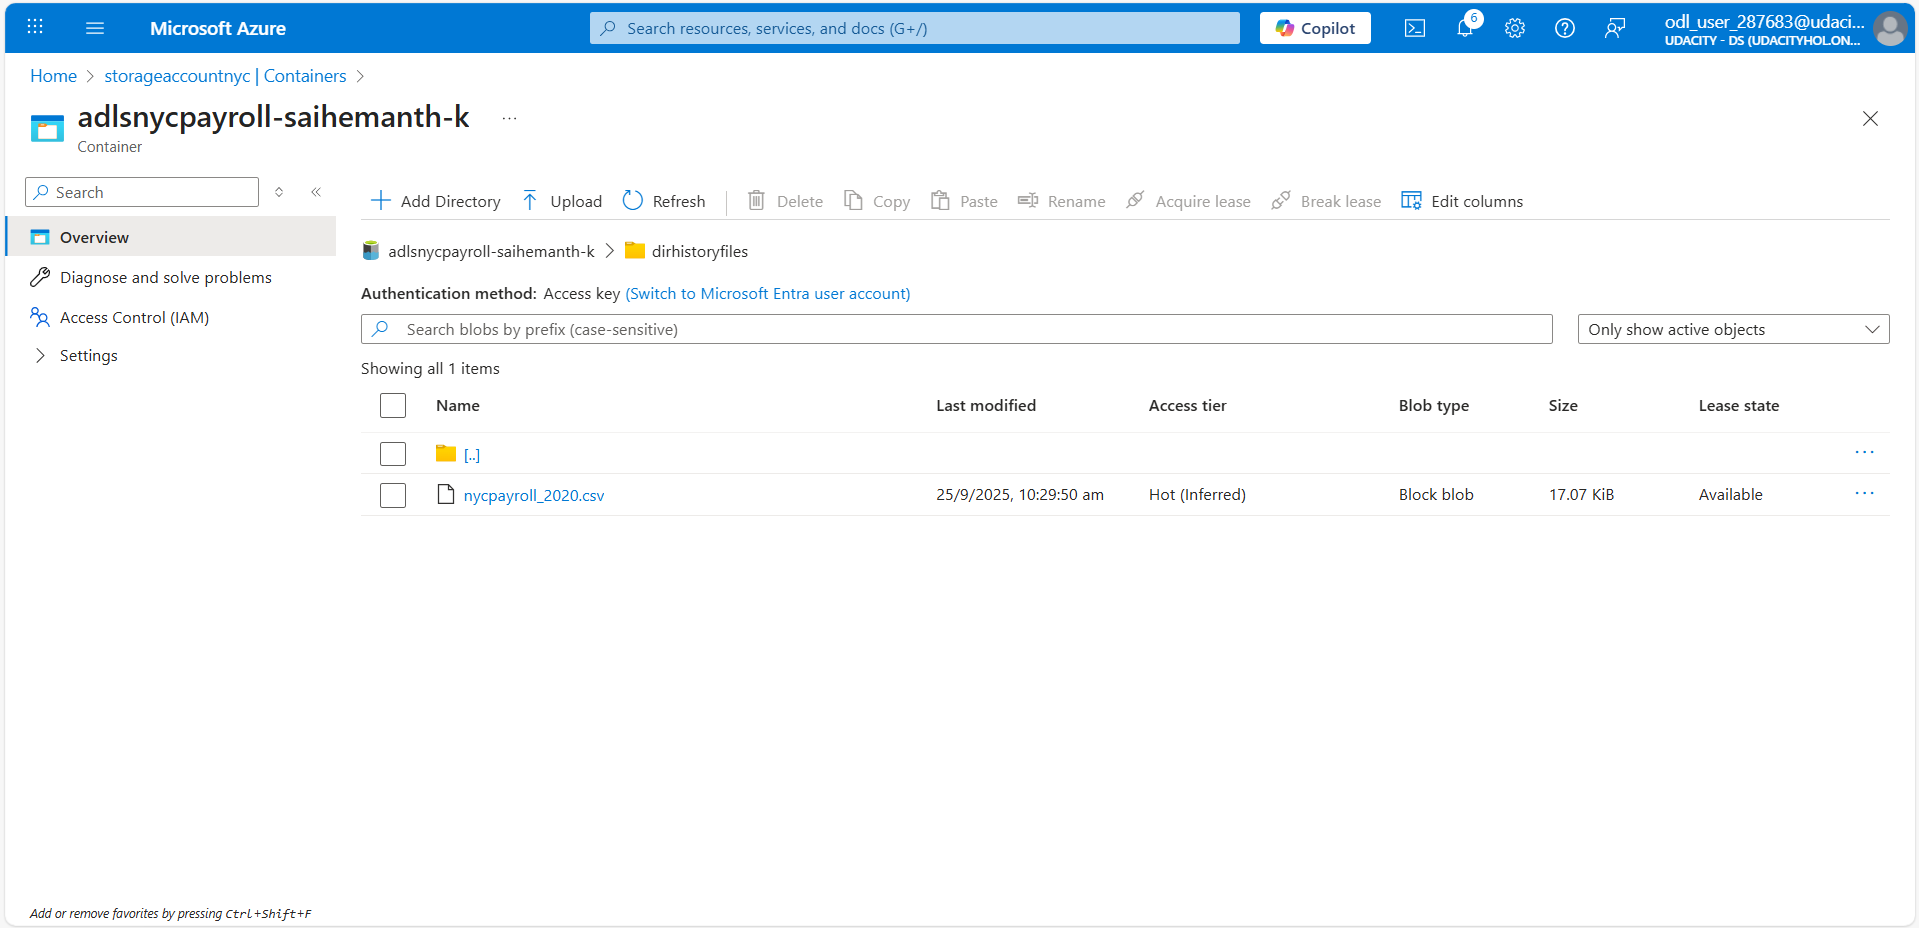 Microsoft Azure
Search resources, services, and docs (G+/)
Copilot
6
odl_user_287683@udaci...
UDACITY - DS (UDACITYHOL.ON...
Home > storageaccountnyc | Containers >
adlsnycpayroll-saihemanth-k ...
Container
Search
Overview
Diagnose and solve problems
Access Control (IAM)
Settings
Add Directory Upload Refresh Delete Copy Paste Rename Acquire lease Break lease Edit columns
adlsnycpayroll-saihemanth-k > dirhistoryfiles
Authentication method: Access key (Switch to Microsoft Entra user account)
Search blobs by prefix (case-sensitive)
Only show active objects
Showing all 1 items
Name Last modified Access tier Blob type Size Lease state
[..] ...
nycpayroll_2020.csv 25/9/2025, 10:29:50 am Hot (Inferred) Block blob 17.07 KiB Available ...
Add or remove favorites by pressing Ctrl+Shift+F